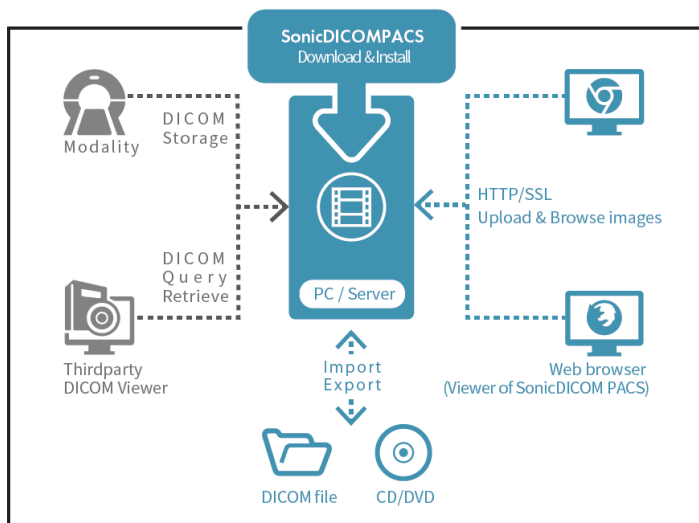 SonicDICOMPACS
Download & Install
Modality
DICOM
Storage
HTTP/SSL
Upload & Browse images
DICOM
Query
Retrieve
PC / Server
Thirdparty
DICOM Viewer
Import
Export
Web browser
(Viewer of SonicDICOM PACS)
DICOM file
CD/DVD